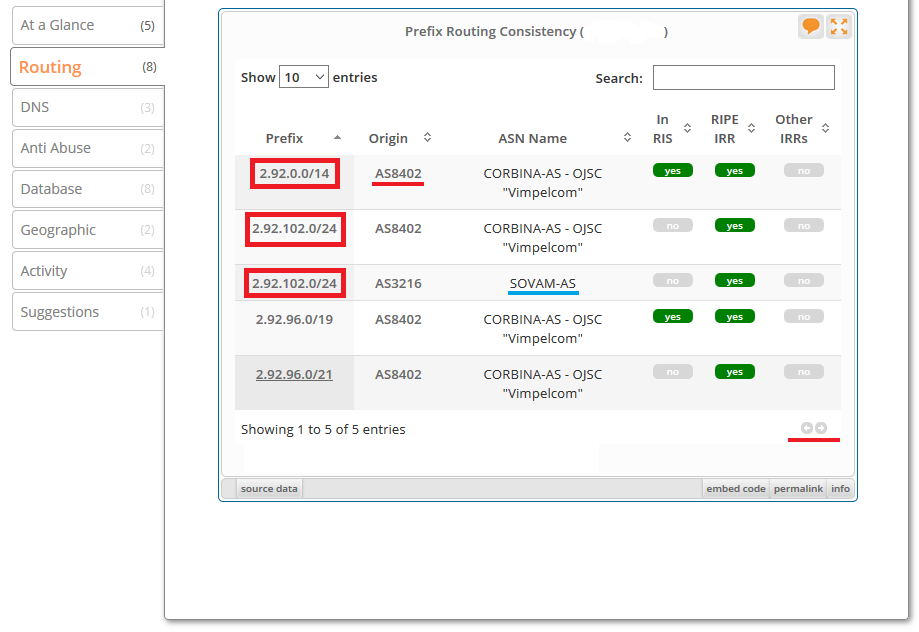 At a Glance (5)
Routing (8)
DNS (3)
Anti Abuse (2)
Database (8)
Geographic (2)
Activity (4)
Suggestions (1)
Prefix Routing Consistency ( )
Show 10 entries Search:
Prefix Origin ASN Name In RIS RIPE IRR Other IRRs
2.92.0.0/14 AS8402 CORBINA-AS - OJSC yes yes no
"Vimpelcom"
2.92.102.0/24 AS8402 CORBINA-AS - OJSC no yes no
"Vimpelcom"
2.92.102.0/24 AS3216 SOVAM-AS no yes no
2.92.96.0/19 AS8402 CORBINA-AS - OJSC yes yes no
"Vimpelcom"
2.92.96.0/21 AS8402 CORBINA-AS - OJSC no yes no
"Vimpelcom"
Showing 1 to 5 of 5 entries
source data embed code permalink info